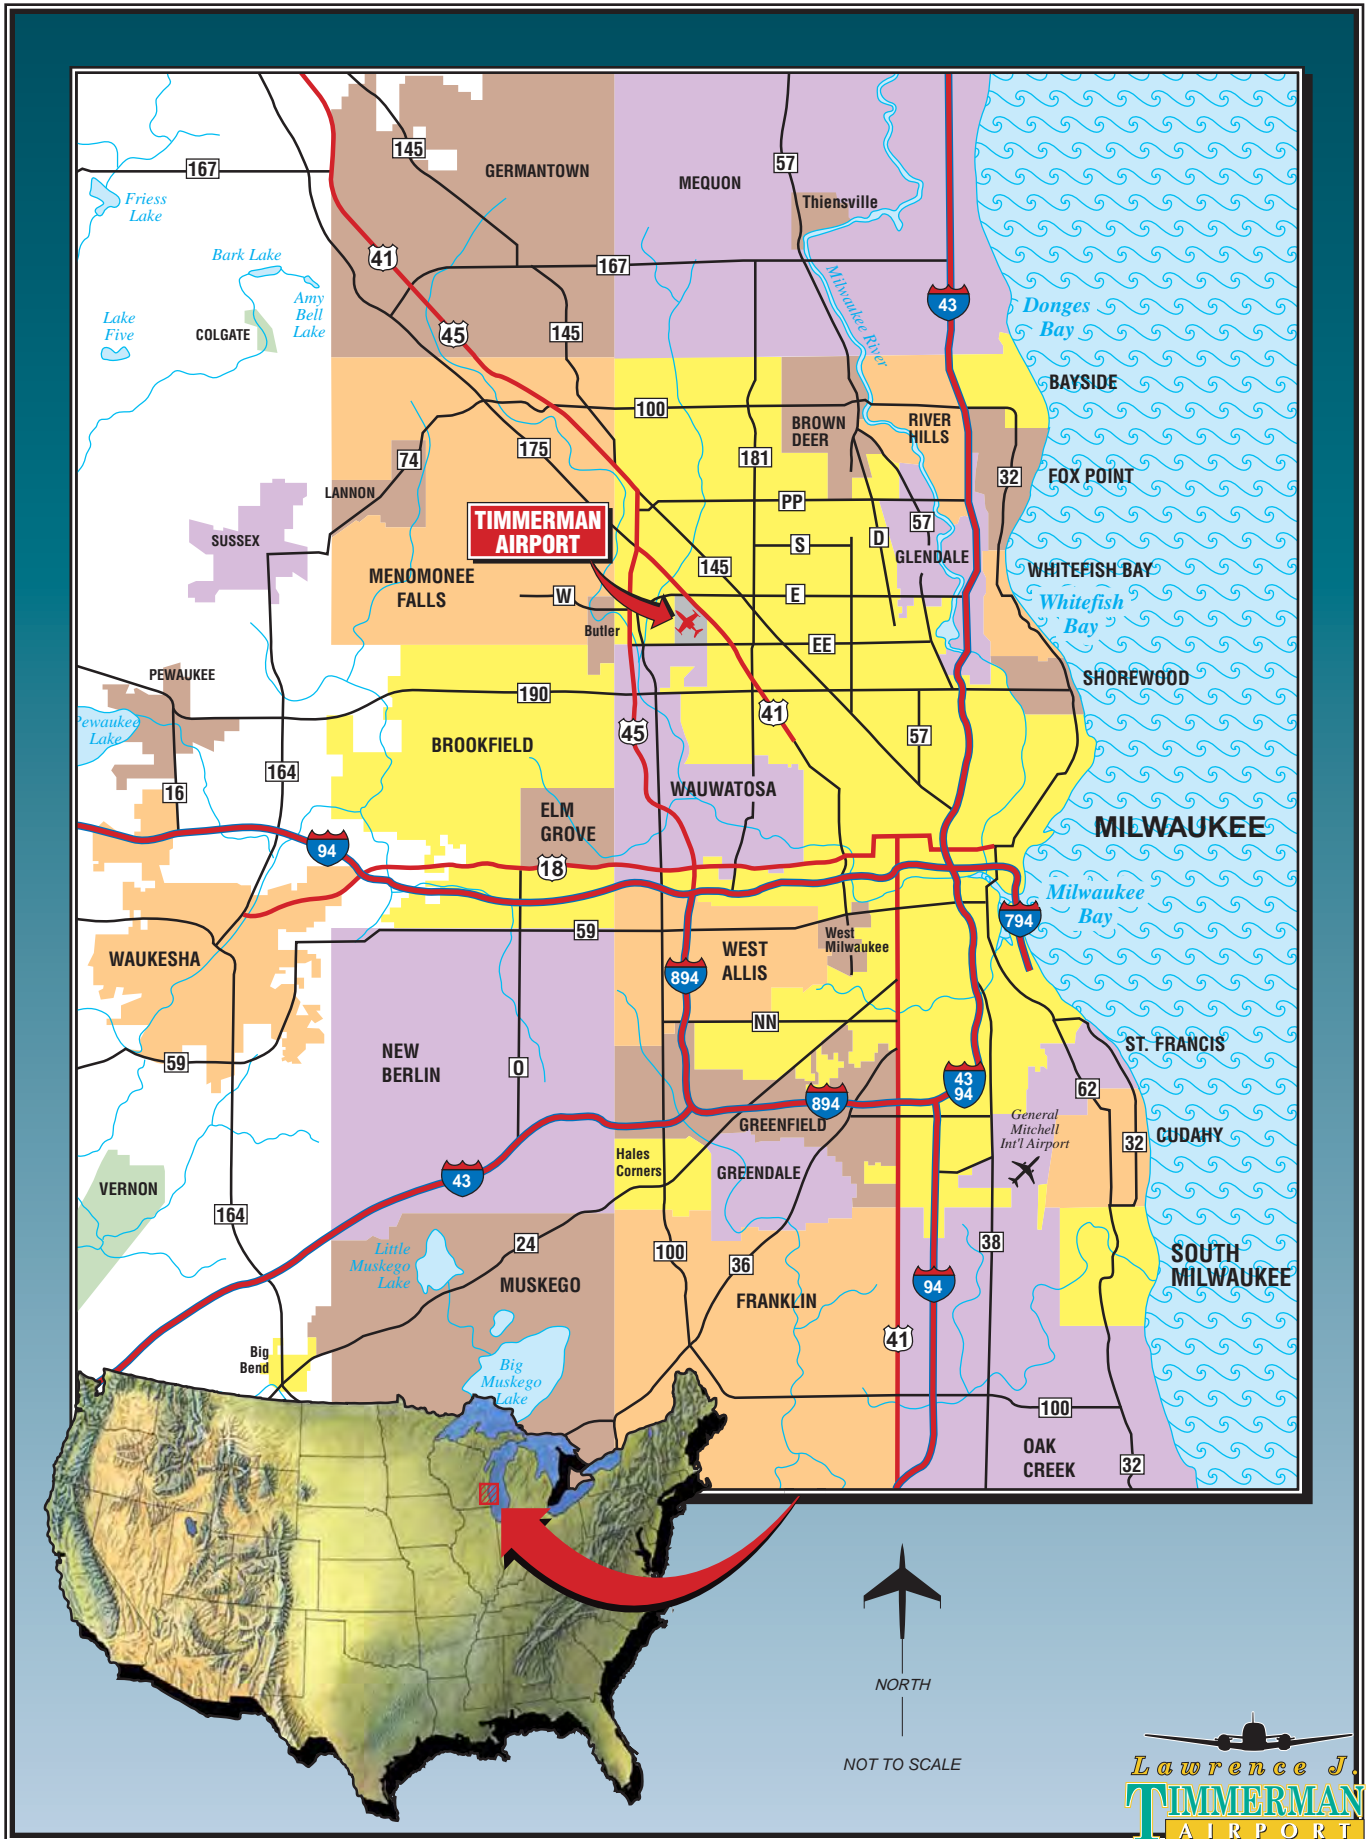 145
167
GERMANTOWN
MEQUON
57
Thiensville
Friess
Lake
Bark Lake
41
167
Amy
Bell
Lake
43
Donges
Bay
Lake
Five
COLGATE
45
145
Milwaukee River
BAYSIDE
100
BROWN
DEER
RIVER
HILLS
74
175
181
32
FOX POINT
LANNON
PP
TIMMERMAN
AIRPORT
57
SUSSEX
S
D
GLENDALE
145
WHITEFISH BAY
MENOMONEE
FALLS
W
E
Whitefish
Bay
Butler
EE
PEWAUKEE
SHOREWOOD
190
Pewaukee
Lake
41
45
57
BROOKFIELD
164
16
WAUWATOSA
ELM
GROVE
MILWAUKEE
94
18
Milwaukee
Bay
794
59
West
Milwaukee
WAUKESHA
WEST
ALLIS
894
NN
ST. FRANCIS
NEW
BERLIN
59
O
43
94
62
894
General
Mitchell
Int'l Airport
GREENFIELD
32
CUDAHY
Hales
Corners
GREENDALE
43
VERNON
164
24
100
36
38
Little
Muskego
Lake
SOUTH
MILWAUKEE
MUSKEGO
94
FRANKLIN
41
Big
Bend
Big
Muskego
Lake
100
OAK
CREEK
32
NORTH
NOT TO SCALE
Lawrence J.
TIMMERMAN
AIRPORT